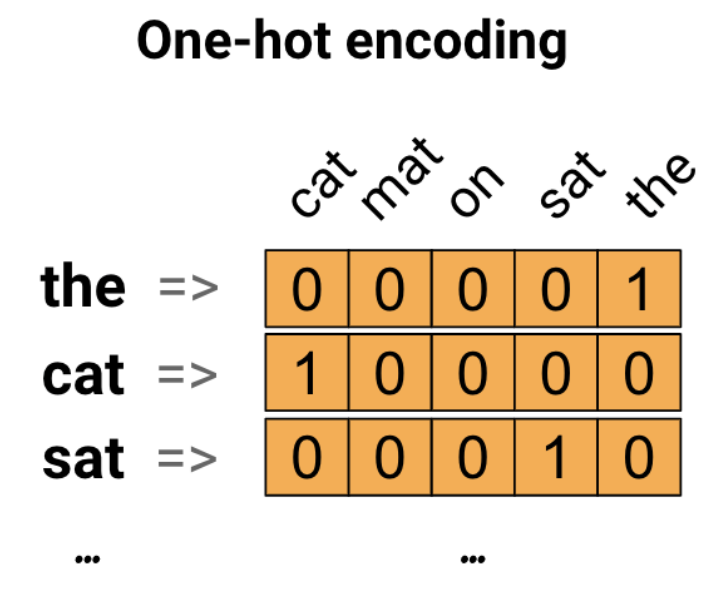 One-hot encoding
cat mat on sat the
the => 0 0 0 0 1
cat => 1 0 0 0 0
sat => 0 0 0 1 0
... ...